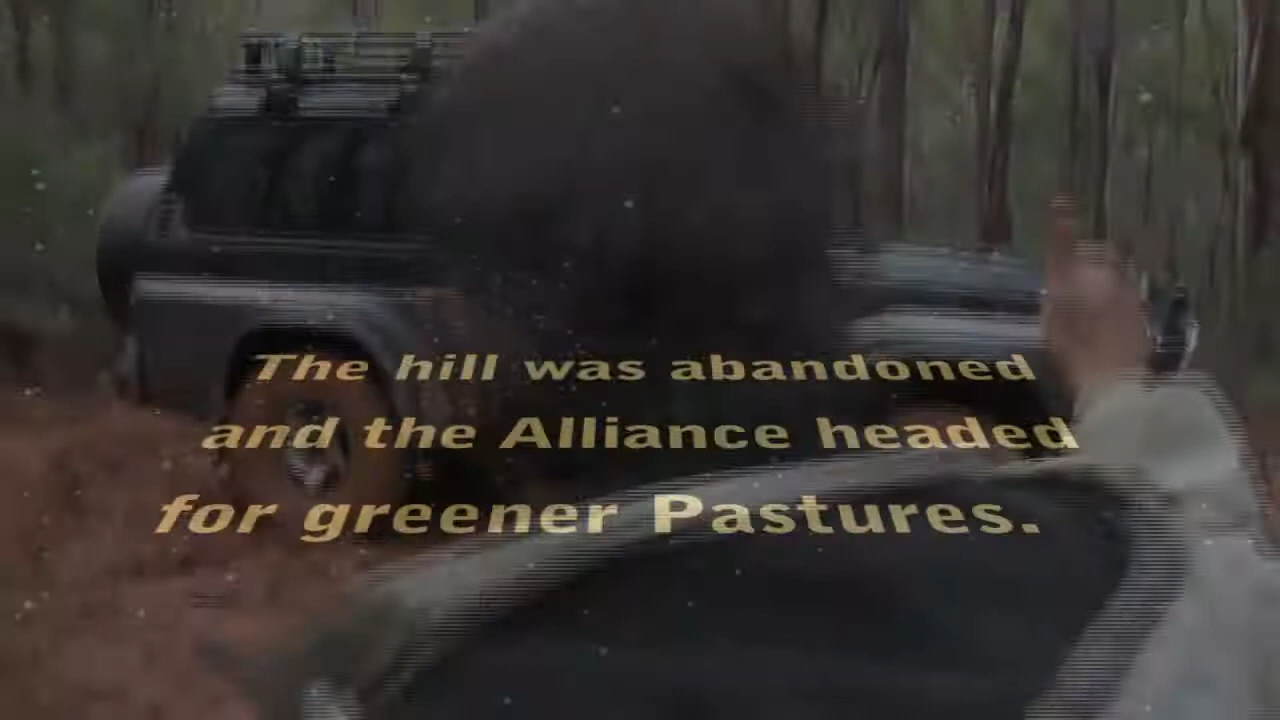 The hill was abandoned
and the Alliance headed
for greener Pastures.